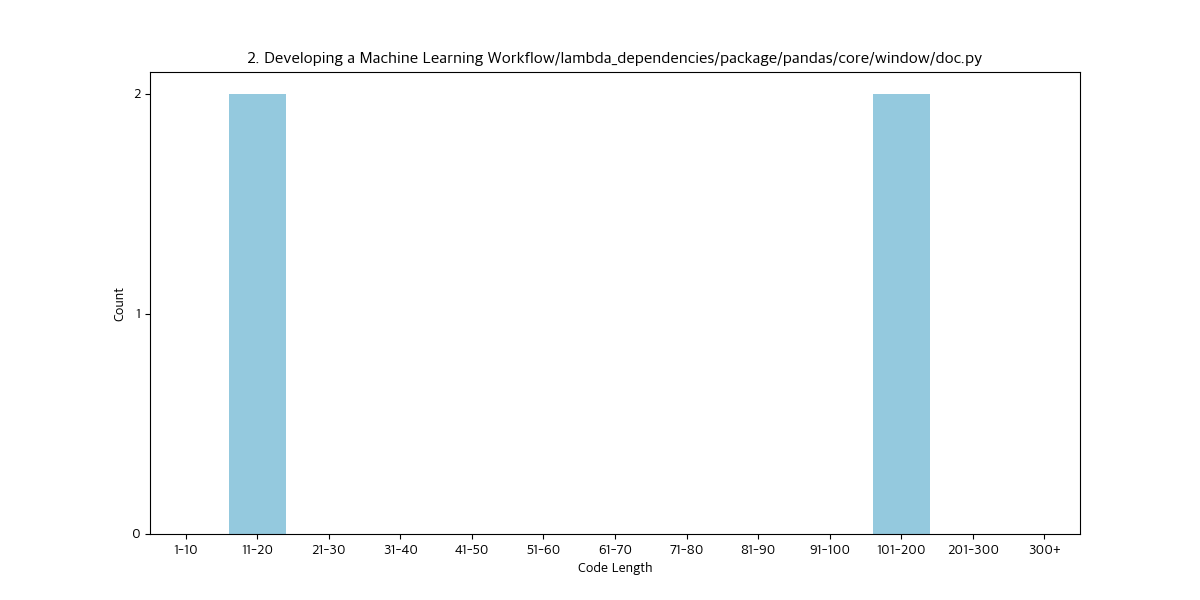 2. Developing a Machine Learning Workflow/lambda_dependencies/package/pandas/core/window/doc.py
2
1
0
Count
1-10 11-20 21-30 31-40 41-50 51-60 61-70 71-80 81-90 91-100 101-200 201-300 300+
Code Length